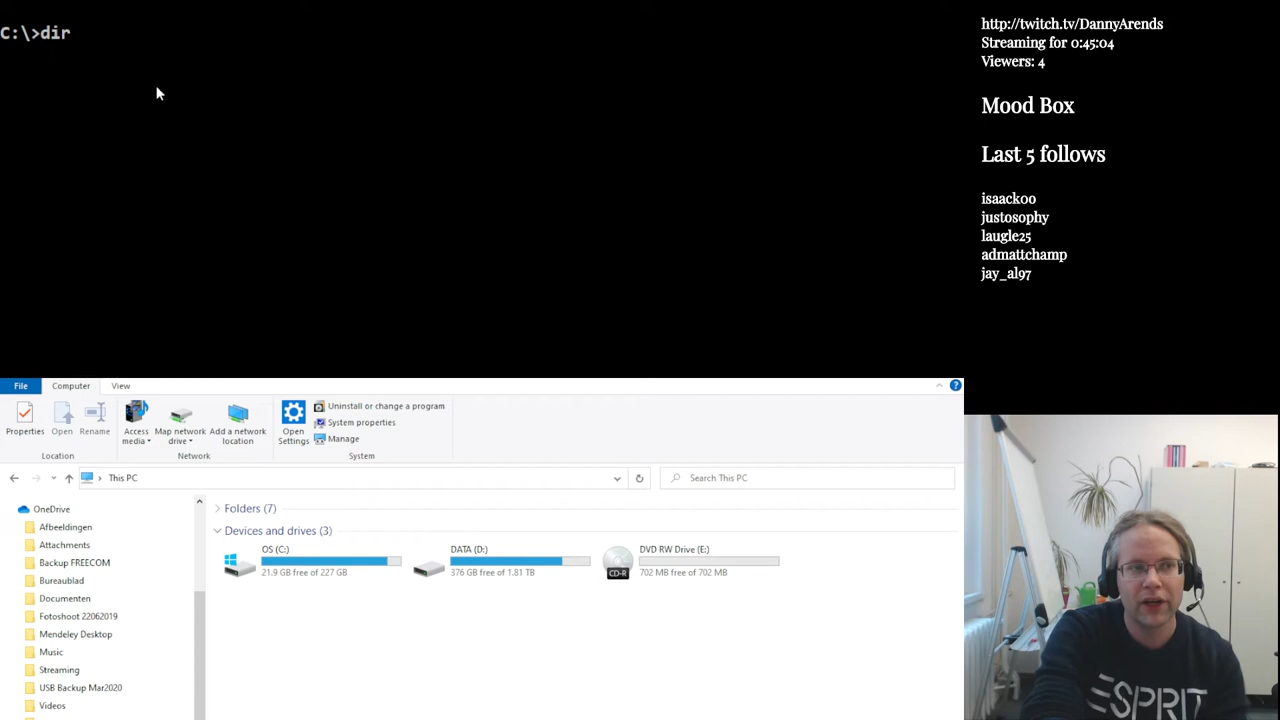 C:\>dir
http://twitch.tv/DannyArends
Streaming for 0:45:04
Viewers: 4
Mood Box
Last 5 follows
isaack00
justosophy
laugle25
admattchamp
jay_al97
File
Computer
View
Properties
Open
Rename
Access media
Map network drive
Add a network location
Open Settings
Uninstall or change a program
System properties
Manage
Location
Network
System
This PC
Search This PC
OneDrive
Afbeeldingen
Attachments
Backup FREECOM
Bureaublad
Documenten
Fotoshoot 22062019
Mendeley Desktop
Music
Streaming
USB Backup Mar2020
Videos
Folders (7)
Devices and drives (3)
OS (C:)
21.9 GB free of 227 GB
DATA (D:)
376 GB free of 1.81 TB
CD-R
DVD RW Drive (E:)
702 MB free of 702 MB
ESPRIT